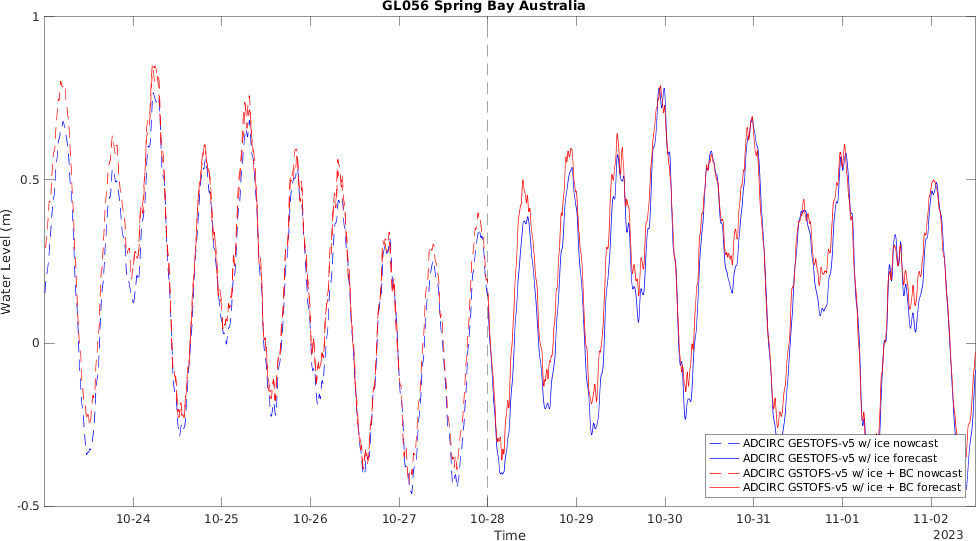 GL056 Spring Bay Australia
1
0.5
0
-0.5
Water Level (m)
ADCIRC GESTOFS-v5 w/ ice nowcast
ADCIRC GESTOFS-v5 w/ ice forecast
ADCIRC GSTOFS-v5 w/ ice + BC nowcast
ADCIRC GSTOFS-v5 w/ ice + BC forecast
10-24 10-25 10-26 10-27 10-28 10-29 10-30 10-31 11-01 11-02
Time
2023